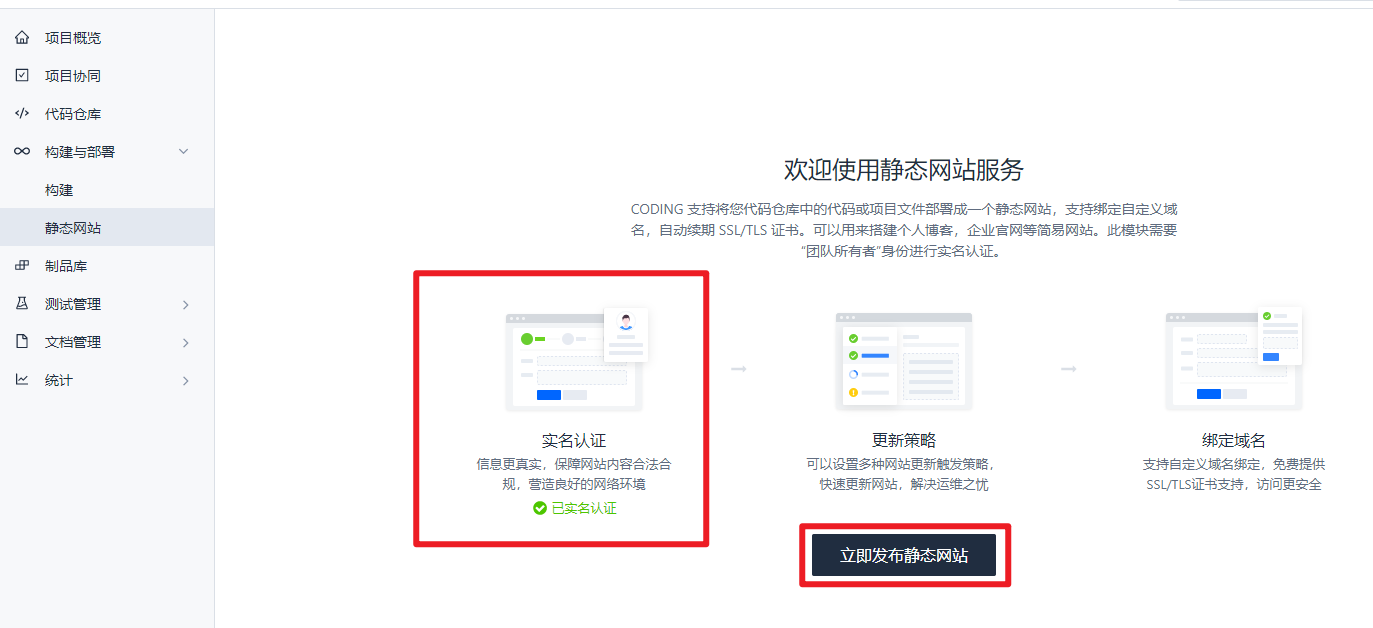 项目概览
项目协同
代码仓库
构建与部署
构建
静态网站
制品库
测试管理
文档管理
统计
欢迎使用静态网站服务
CODING 支持将您代码仓库中的代码或项目文件部署成一个静态网站，支持绑定自定义域
名，自动续期 SSL/TLS 证书。可以用来搭建个人博客，企业官网等简易网站。此模块需要
“团队所有者”身份进行实名认证。
实名认证
信息更真实，保障网站内容合法合
规，营造良好的网络环境
已实名认证
更新策略
可以设置多种网站更新触发策略，
快速更新网站，解决运维之忧
绑定域名
支持自定义域名绑定，免费提供
SSL/TLS证书支持，访问更安全
立即发布静态网站